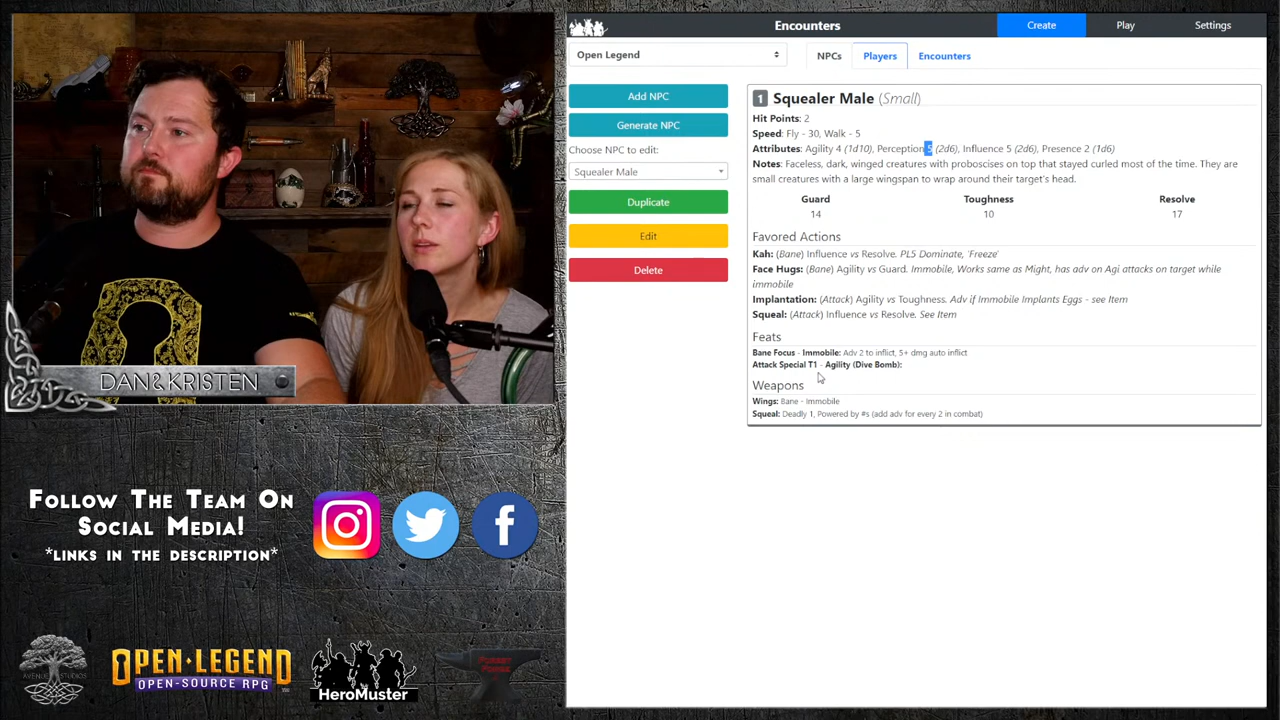 DAN&KRISTEN
FOLLOW THE TEAM ON
SOCIAL MEDIA!
*LINKS IN THE DESCRIPTION*
OPEN LEGEND
OPEN-SOURCE RPG
HeroMuster
Encounters
Create
Play
Settings
Open Legend
NPCs
Players
Encounters
Add NPC
Generate NPC
Choose NPC to edit:
Squealer Male
Duplicate
Edit
Delete
1 Squealer Male (Small)
Hit Points: 2
Speed: Fly - 30, Walk - 5
Attributes: Agility 4 (1d10), Perception 5 (2d6), Influence 5 (2d6), Presence 2 (1d6)
Notes: Faceless, dark, winged creatures with proboscises on top that stayed curled most of the time. They are
small creatures with a large wingspan to wrap around their target's head.
Guard Toughness Resolve
14 10 17
Favored Actions
Kah: (Bane) Influence vs Resolve. PL5 Dominate, 'Freeze'
Face Hugs: (Bane) Agility vs Guard. Immobile, Works same as Might, has adv on Agi attacks on target while
immobile
Implantation: (Attack) Agility vs Toughness. Adv if Immobile Implants Eggs - see Item
Squeal: (Attack) Influence vs Resolve. See Item
Feats
Bane Focus - Immobile: Adv 2 to inflict, 5+ dmg auto inflict
Attack Special T1 - Agility (Dive Bomb):
Weapons
Wings: Bane - Immobile
Squeal: Deadly 1, Powered by #s (add adv for every 2 in combat)